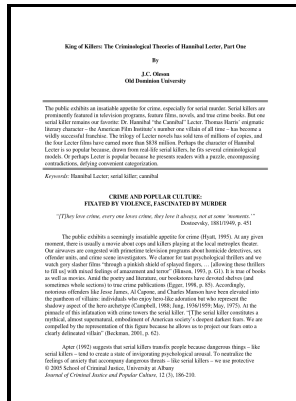 King of Killers: The Criminological Theories of Hannibal Lecter, Part One
By
J.C. Oleson
Old Dominion University
The public exhibits an insatiable appetite for crime, especially for serial murder. Serial killers are
prominently featured in television programs, feature films, novels, and true crime books. But one
serial killer remains our favorite: Dr. Hannibal "the Cannibal" Lecter. Thomas Harris' enigmatic
literary character – the American Film Institute's number one villain of all time – has become a
wildly successful franchise. The trilogy of Lecter novels has sold tens of millions of copies, and
the four Lecter films have earned more than $838 million. Perhaps the character of Hannibal
Lecter is so popular because, drawn from real-life serial killers, he fits several criminological
models. Or perhaps Lecter is popular because he presents readers with a puzzle, encompassing
contradictions, defying convenient categorization.
Keywords: Hannibal Lecter; serial killer; cannibal
CRIME AND POPULAR CULTURE:
FIXATED BY VIOLENCE, FASCINATED BY MURDER
"[T]hey love crime, every one loves crime, they love it always, not at some 'moments.'"
Dostoevsky, 1881/1949, p. 451
The public exhibits a seemingly insatiable appetite for crime (Hyatt, 1995). At any given
moment, there is usually a movie about cops and killers playing at the local metroplex theater.
Our airwaves are congested with primetime television programs about homicide detectives, sex
offender units, and crime scene investigators. We clamor for taut psychological thrillers and we
watch gory slasher films "through a pinkish shield of splayed fingers, … [allowing those thrillers
to fill us] with mixed feelings of amusement and terror" (Hinson, 1993, p. G1). It is true of books
as well as movies. Amid the poetry and literature, our bookstores have devoted shelves (and
sometimes whole sections) to true crime publications (Egger, 1998, p. 85). Accordingly,
notorious offenders like Jesse James, Al Capone, and Charles Manson have been elevated into
the pantheon of villains: individuals who enjoy hero-like adoration but who represent the
shadowy aspect of the hero archetype (Campbell, 1968; Jung, 1936/1959; May, 1975). At the
pinnacle of this infatuation with crime towers the serial killer. "[T]he serial killer constitutes a
mythical, almost supernatural, embodiment of American society's deepest darkest fears. We are
compelled by the representation of this figure because he allows us to project our fears onto a
clearly delineated villain" (Beckman, 2001, p. 62).
Apter (1992) suggests that serial killers transfix people because dangerous things – like
serial killers – tend to create a state of invigorating psychological arousal. To neutralize the
feelings of anxiety that accompany dangerous threats – like serial killers – we use protective
© 2005 School of Criminal Justice, University at Albany
Journal of Criminal Justice and Popular Culture, 12 (3), 186-210.